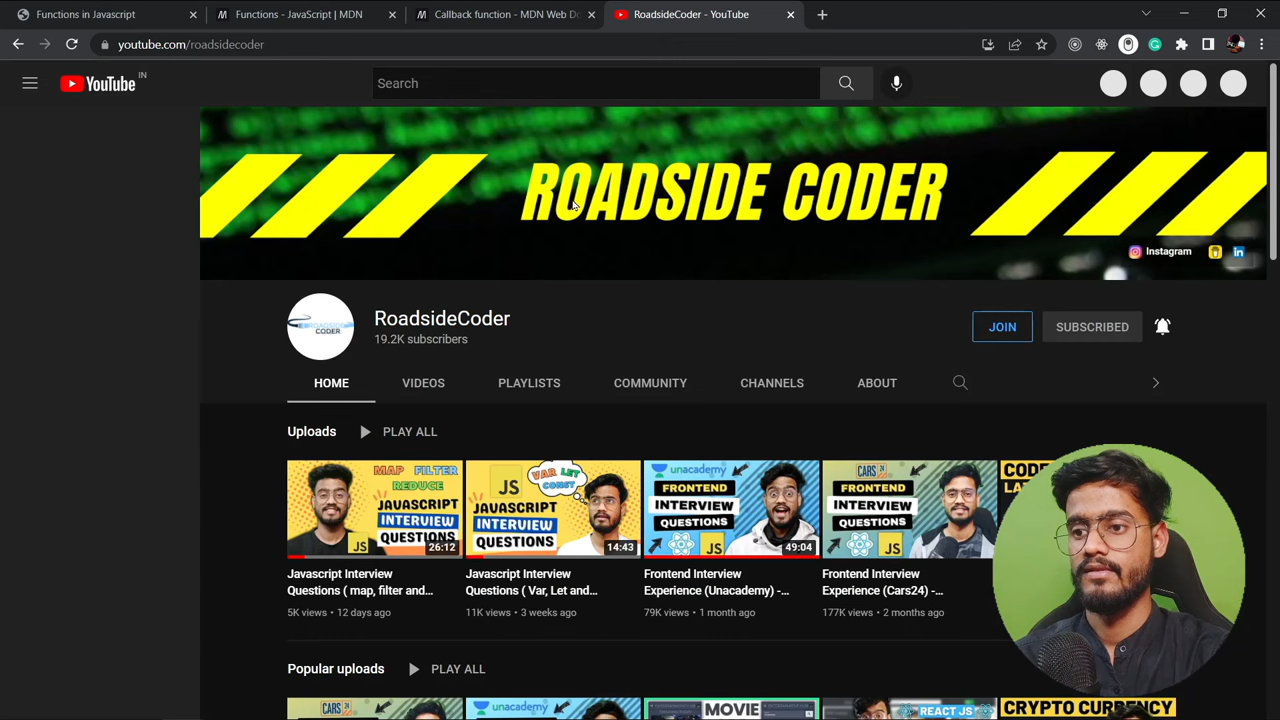 Functions in Javascript
Functions - JavaScript | MDN
Callback function - MDN Web Do
RoadsideCoder - YouTube
youtube.com/roadsidecoder
YouTube IN
Search
ROADSIDE CODER
Instagram
ROADSIDE
CODER
RoadsideCoder
19.2K subscribers
JOIN
SUBSCRIBED
HOME
VIDEOS
PLAYLISTS
COMMUNITY
CHANNELS
ABOUT
Uploads
PLAY ALL
MAP FILTER
REDUCE
JAVASCRIPT
INTERVIEW
QUESTIONS
JS
26:12
VAR LET
CONST
JS
JAVASCRIPT
INTERVIEW
QUESTIONS
14:43
unacademy
FRONTEND
INTERVIEW
QUESTIONS
JS
49:04
CARS24
FRONTEND
INTERVIEW
QUESTIONS
JS
Javascript Interview
Questions ( map, filter and...
5K views • 12 days ago
Javascript Interview
Questions ( Var, Let and...
11K views • 3 weeks ago
Frontend Interview
Experience (Unacademy) -...
79K views • 1 month ago
Frontend Interview
Experience (Cars24) -...
177K views • 2 months ago
Popular uploads
PLAY ALL
CARS24
unacademy
MOVIE
REACT JS
CRYPTO CURRENCY